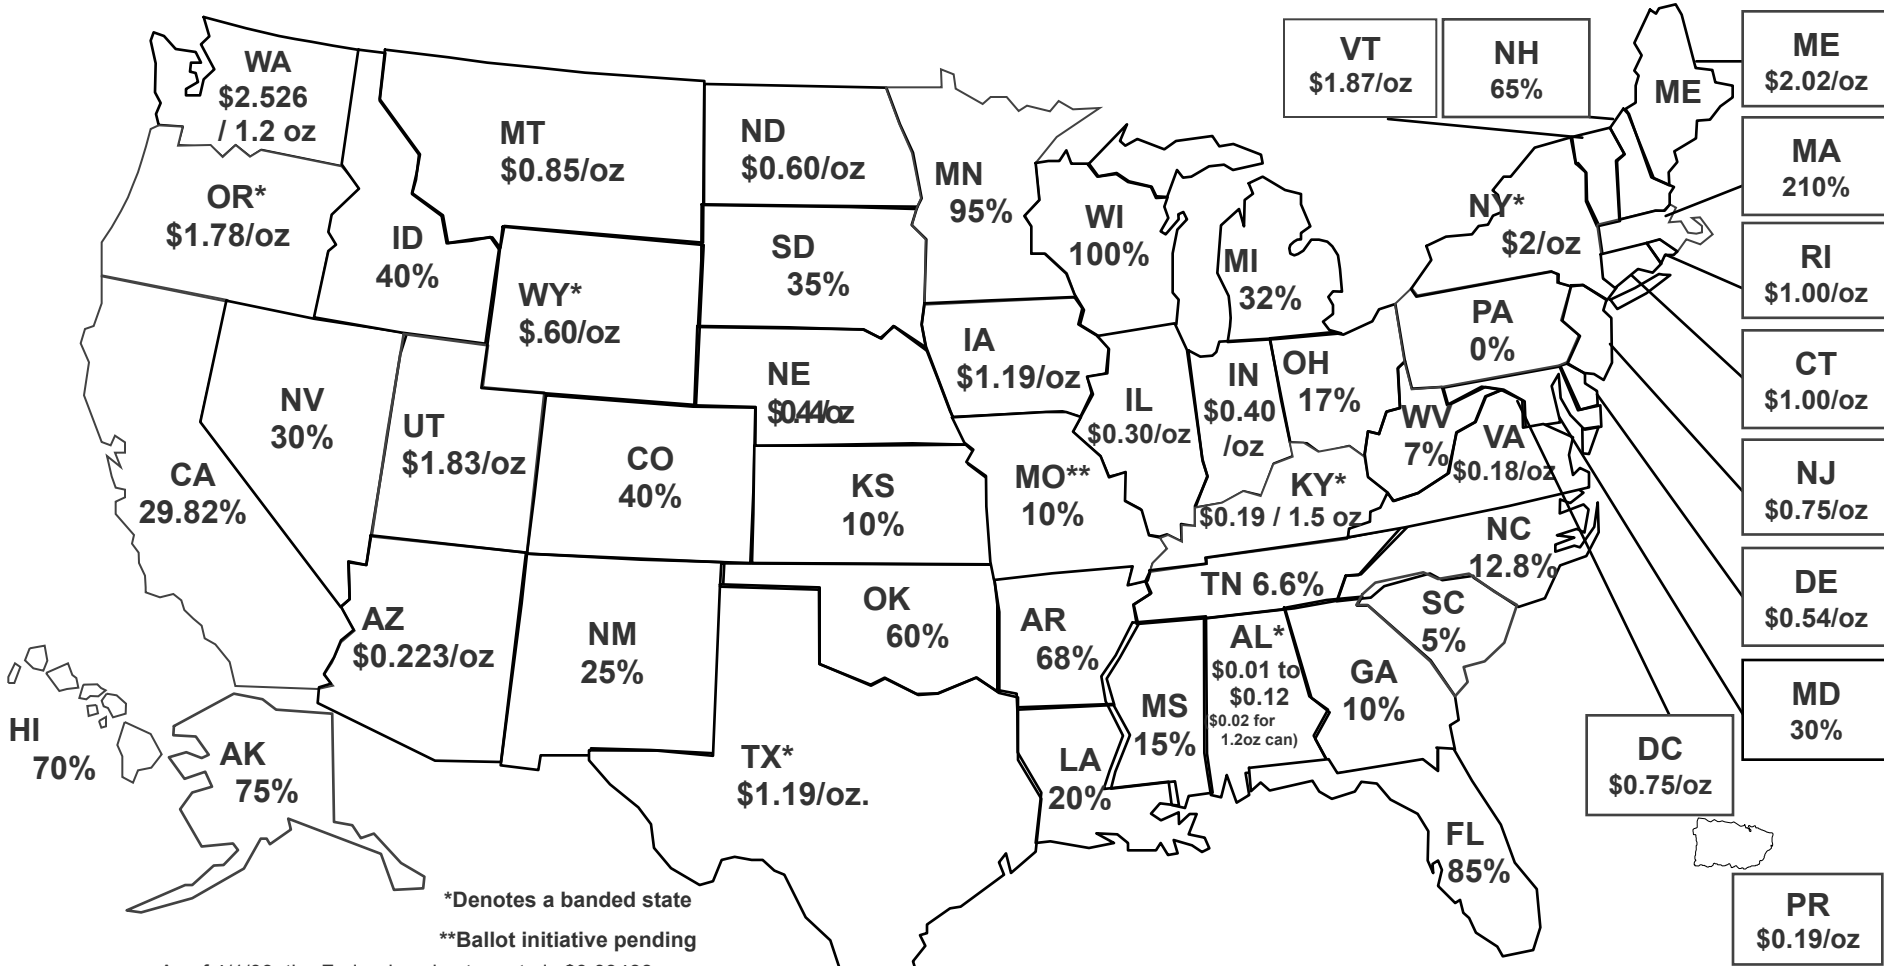 WA
$2.526
/ 1.2 oz
OR*
$1.78/oz
ID
40%
MT
$0.85/oz
WY*
$.60/oz
ND
$0.60/oz
SD
35%
NE
MN
95%
WI
100%
MI
32%
IA
$1.19/oz
IL
$0.30/oz
IN
$0.40
/oz
OH
17%
PA
0%
NY*
$2/oz
VT
$1.87/oz
NH
65%
ME
ME
$2.02/oz
MA
210%
RI
$1.00/oz
CT
$1.00/oz
NJ
$0.75/oz
DE
$0.54/oz
MD
30%
DC
$0.75/oz
PR
$0.19/oz
CA
29.82%
NV
30%
UT
$1.83/oz
CO
40%
KS
10%
MO**
10%
KY*
$0.19 / 1.5 oz
WV
7%
VA
$0.18/oz
NC
12.8%
TN 6.6%
SC
5%
AZ
$0.223/oz
NM
25%
OK
60%
AR
68%
MS
15%
AL*
$0.01 to
$0.12
$0.02 for
1.2oz can)
GA
10%
LA
20%
TX*
$1.19/oz.
FL
85%
HI
70%
AK
75%
*Denotes a banded state
**Ballot initiative pending